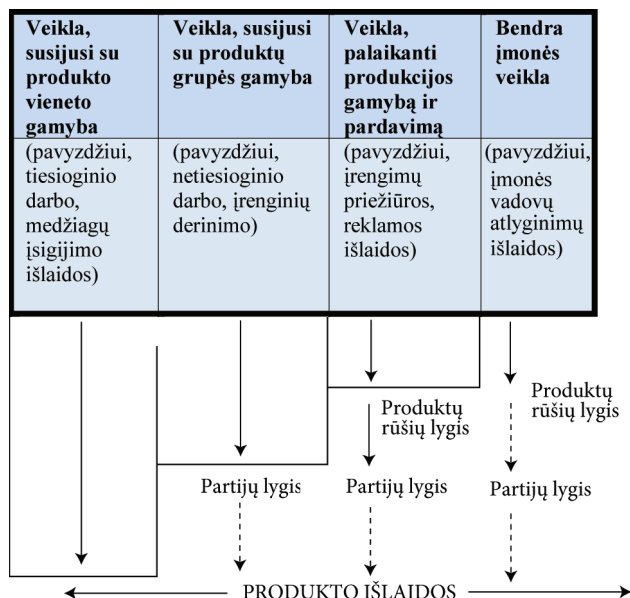 Veikla,
susijusi su
produkto
vieneto
gamyba
Veikla, susijusi
su produktų
grupės gamyba
Veikla,
palaikanti
produkcijos
gamybą ir
pardavimą
Bendra
įmonės
veikla
(pavyzdžiui,
tiesioginio
darbo,
medžiagų
įsigijimo
išlaidos)
(pavyzdžiui,
netiesioginio
darbo, įrenginių
derinimo)
(pavyzdžiui,
įrengimų
priežiūros,
reklamos
išlaidos)
(pavyzdžiui,
įmonės
vadovų
atlyginimų
išlaidos)
Produktų
rūšių lygis
Produktų
rūšių lygis
Partijų lygis
Partijų lygis
Partijų lygis
PRODUKTO IŠLAIDOS